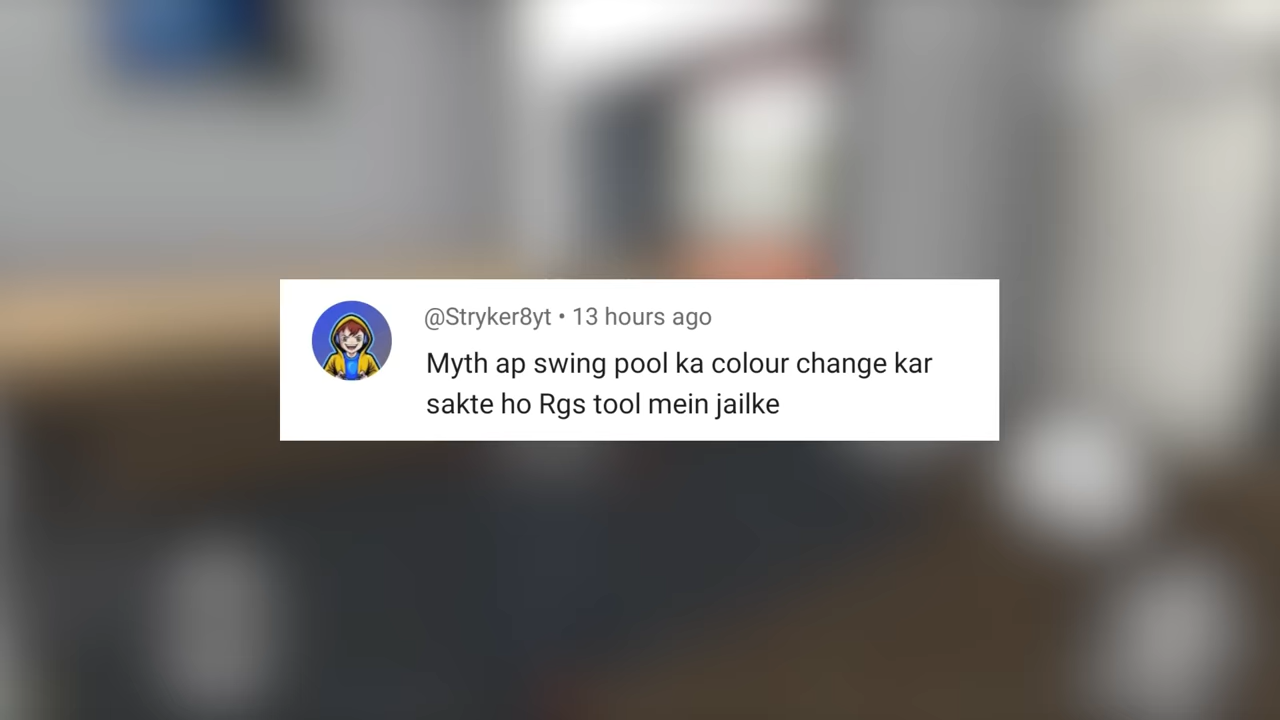 @Stryker8yt • 13 hours ago
Myth ap swing pool ka colour change kar
sakte ho Rgs tool mein jailke